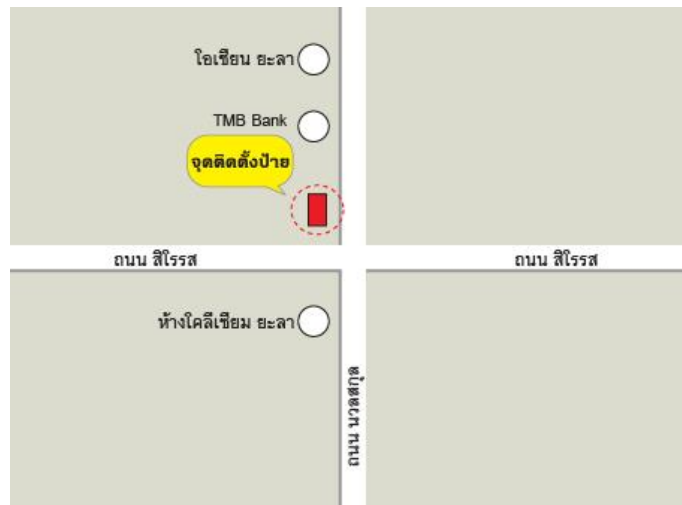 โอเชียน ยะลา
TMB Bank
จุดติดตั้งป้าย
ถนน สิโรรส
ถนน สิโรรส
ห้างโคลีเซียม ยะลา
ถนน นวลสกุล